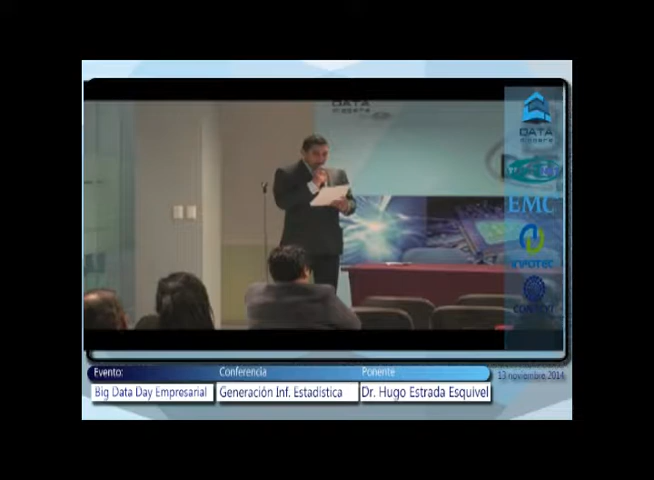 DATA
DATA
EMC
INFOTEC
Evento:
Conferencia
Ponente
13 noviembre 2014
Big Data Day Empresarial
Generación Inf. Estadística
Dr. Hugo Estrada Esquivel